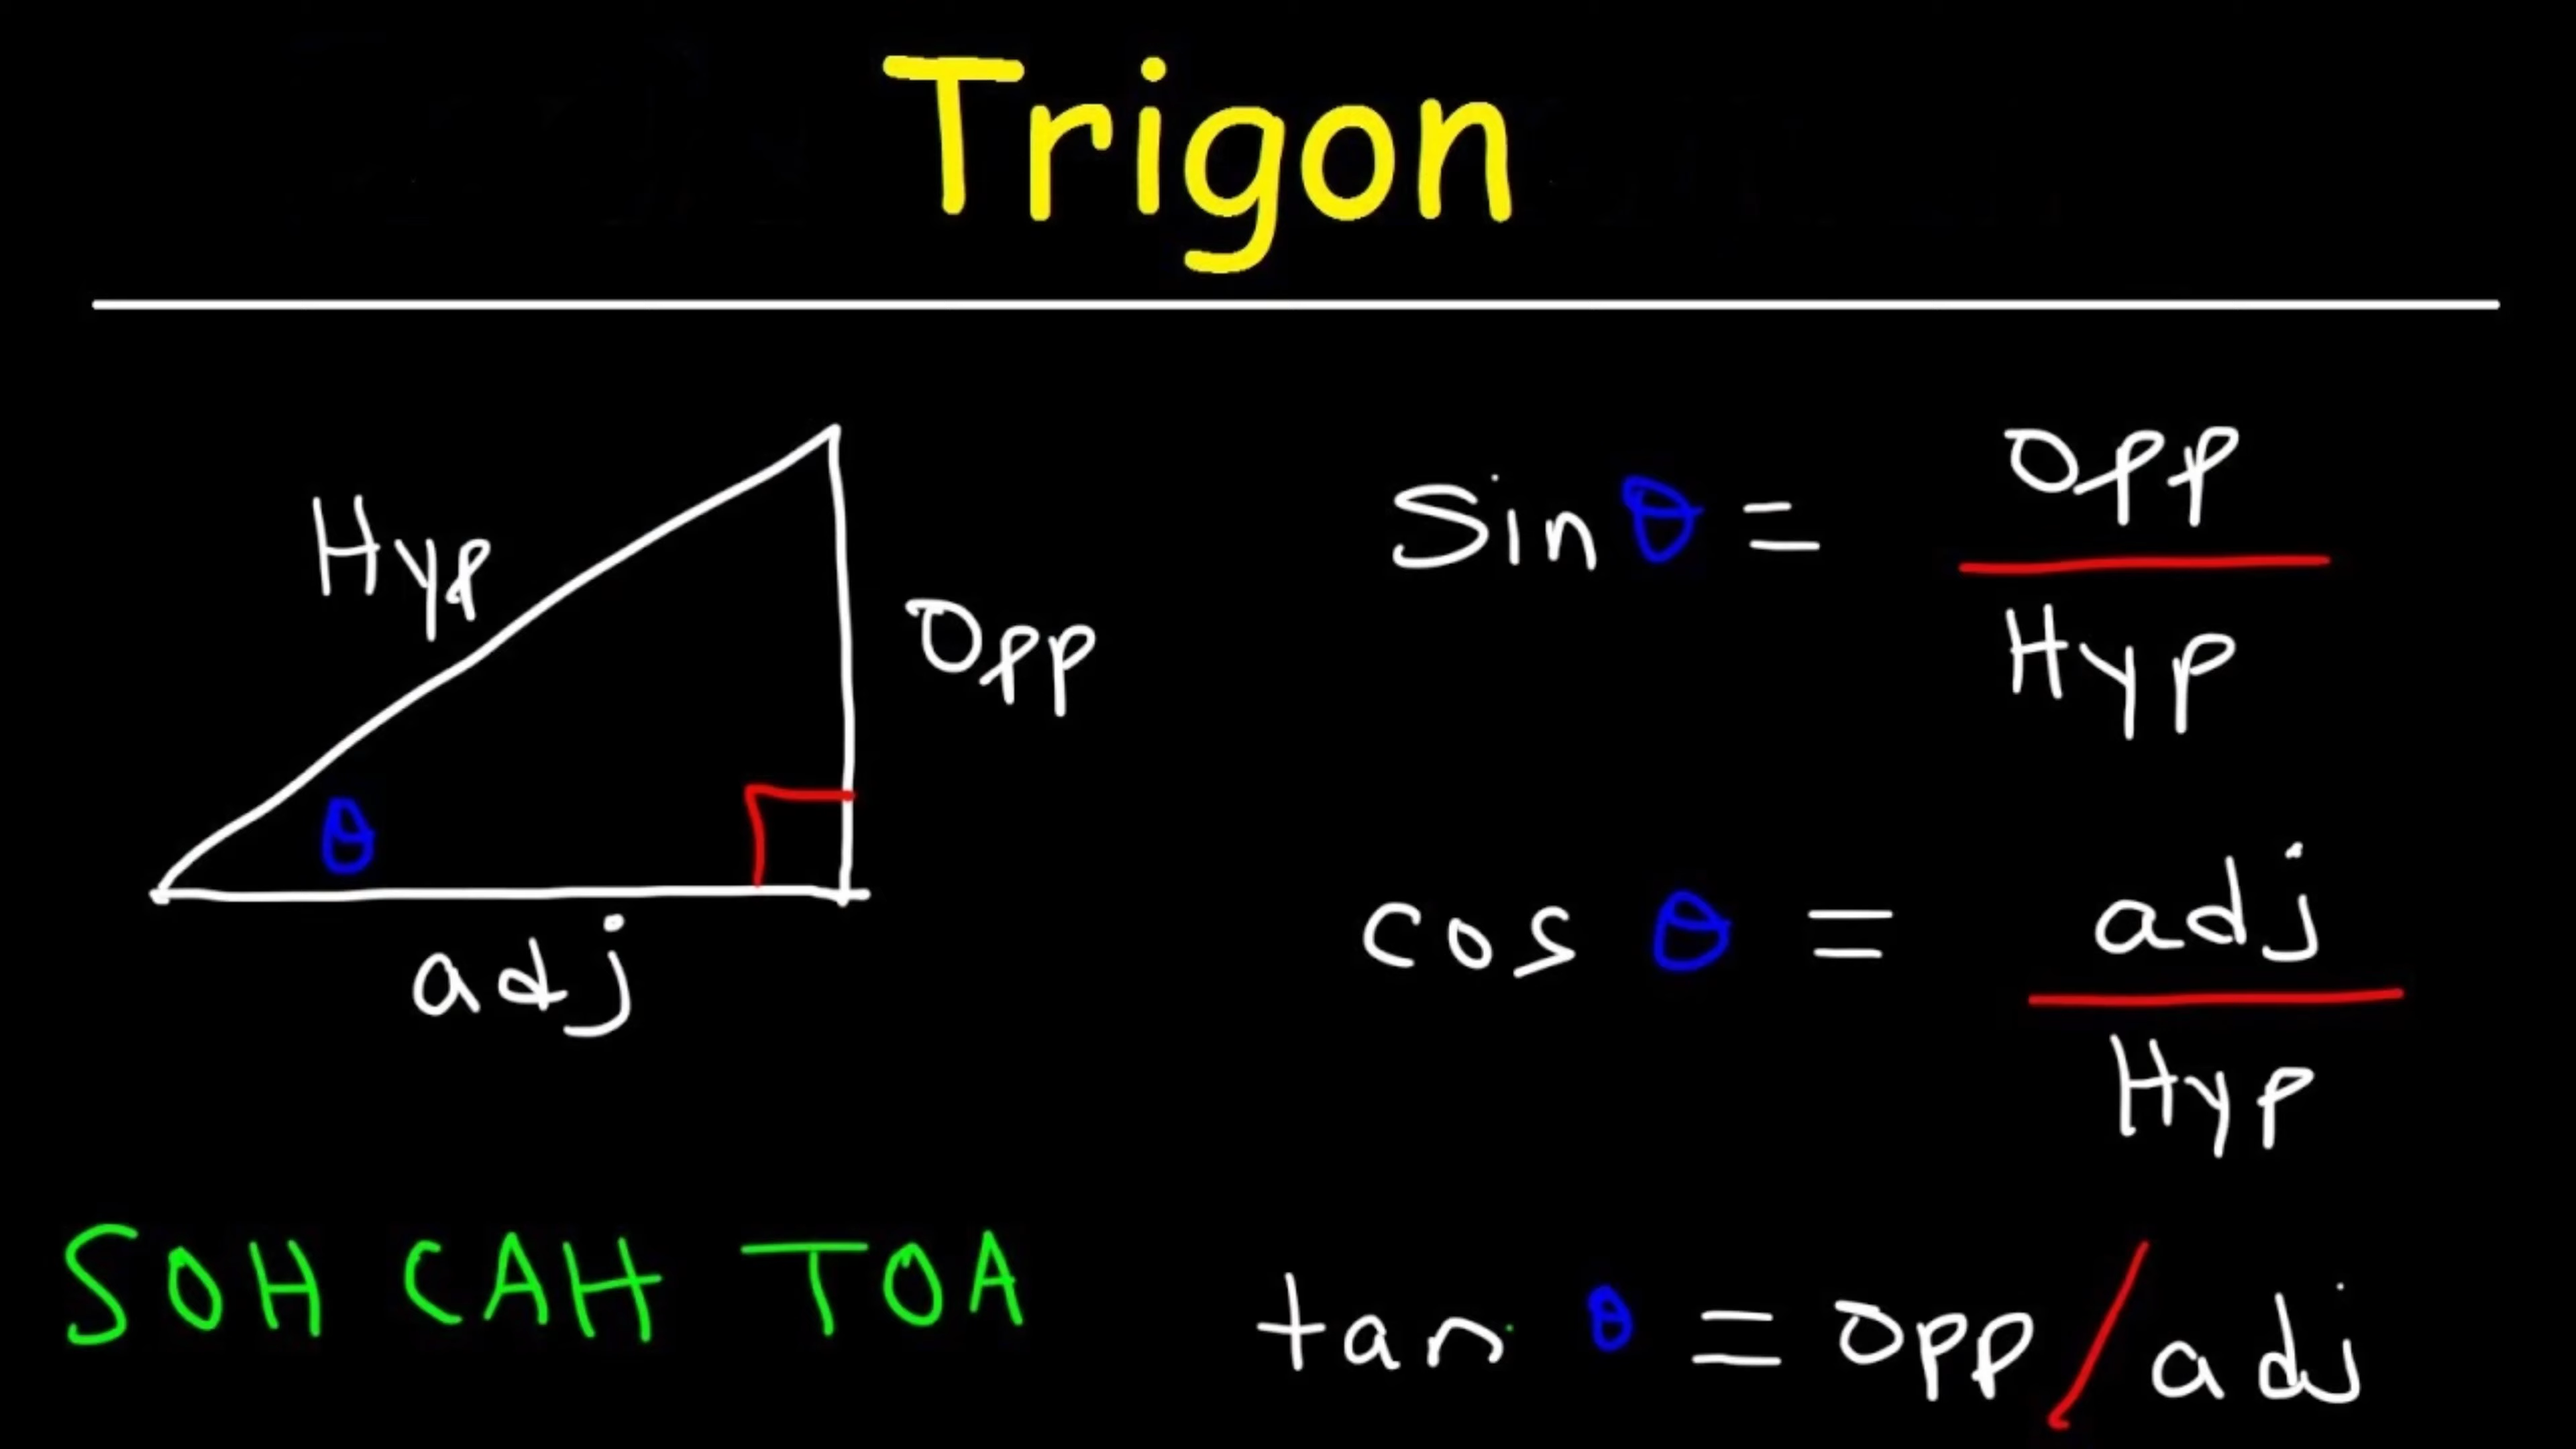 Trigon
Hyp
Opp
θ
adj
SOH CAH TOA
sin θ = Opp / Hyp
cos θ = adj / Hyp
tan θ = Opp / adj